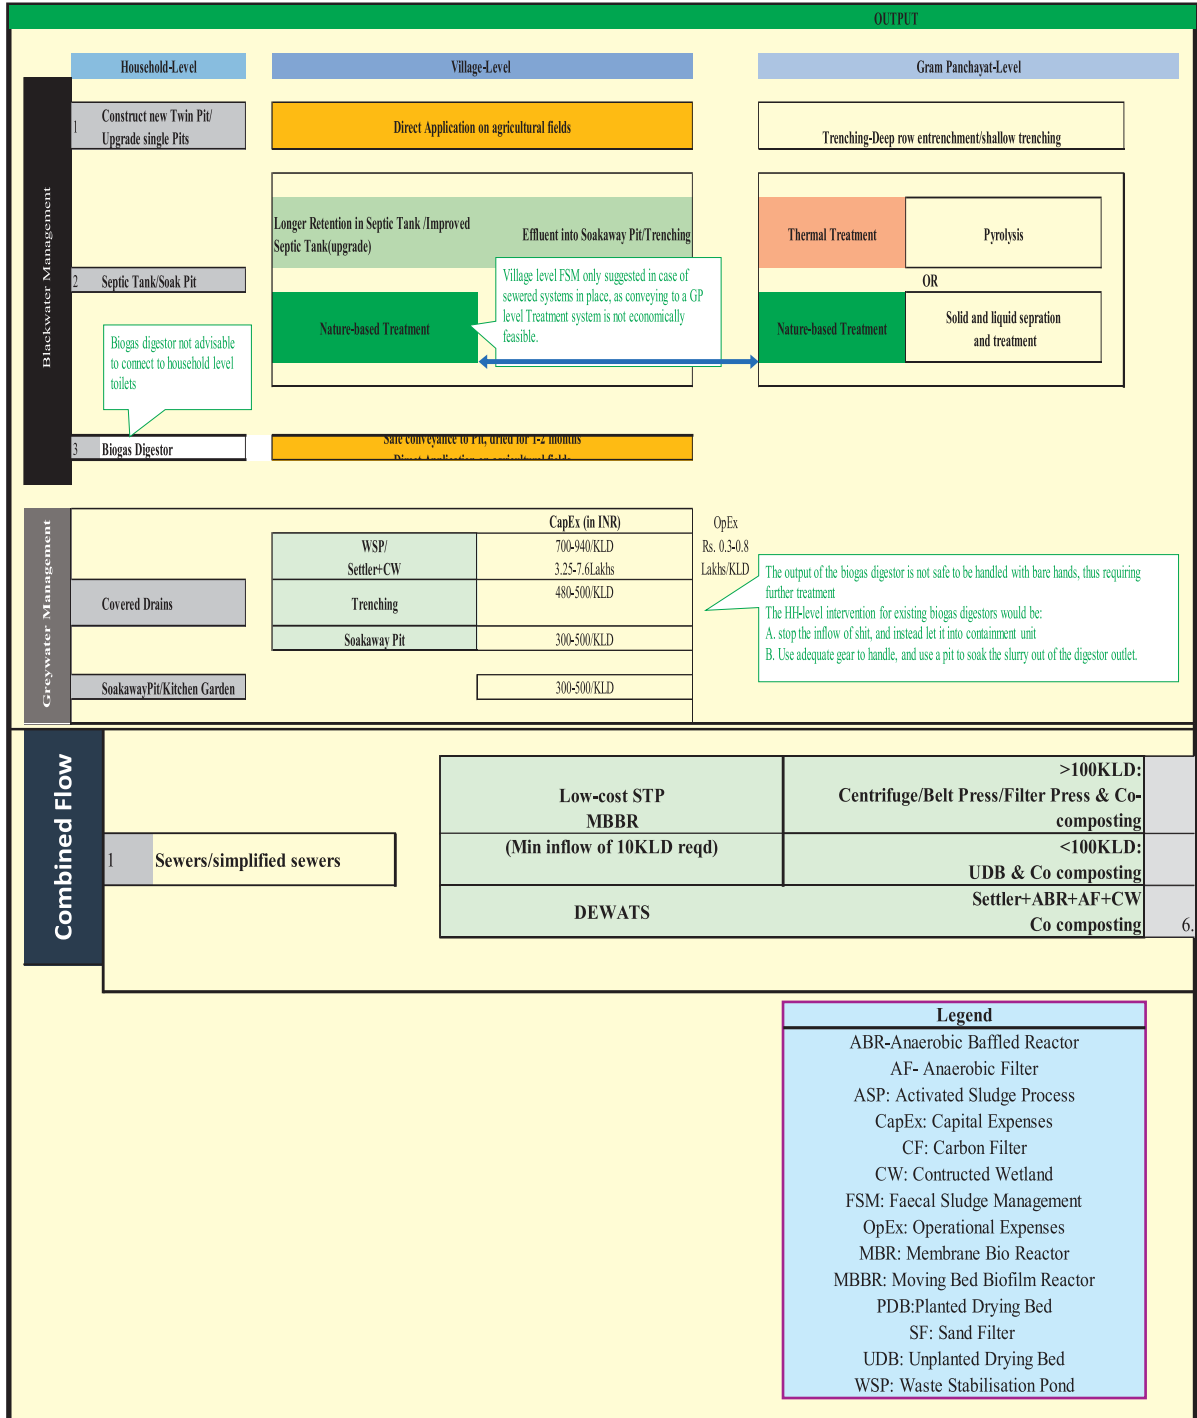 OUTPUT
Household-Level
Village-Level
Gram Panchayat-Level
Blackwater Management
1
Construct new Twin Pit/
Upgrade single Pits
Direct Application on agricultural fields
Trenching-Deep row entrenchment/shallow trenching
Longer Retention in Septic Tank /Improved
Septic Tank(upgrade)
Effluent into Soakaway Pit/Trenching
Thermal Treatment
Pyrolysis
2
Septic Tank/Soak Pit
OR
Village level FSM only suggested in case of
sewered systems in place, as conveying to a GP
level Treatment system is not economically
feasible.
Nature-based Treatment
Nature-based Treatment
Solid and liquid sepration
and treatment
Biogas digestor not advisable
to connect to household level
toilets
3
Biogas Digestor
Safe conveyance to Pit, dried for 1-2 months
Direct Application on agricultural fields
Greywater Management
CapEx (in INR)
OpEx
WSP/
Settler+CW
700-940/KLD
3.25-7.6Lakhs
Rs. 0.3-0.8
Lakhs/KLD
Covered Drains
Trenching
480-500/KLD
Soakaway Pit
300-500/KLD
SoakawayPit/Kitchen Garden
300-500/KLD
The output of the biogas digestor is not safe to be handled with bare hands, thus requiring
further treatment
The HH-level intervention for existing biogas digestors would be:
A. stop the inflow of shit, and instead let it into containment unit
B. Use adequate gear to handle, and use a pit to soak the slurry out of the digestor outlet.
Combined Flow
1
Sewers/simplified sewers
Low-cost STP
MBBR
(Min inflow of 10KLD reqd)
>100KLD:
Centrifuge/Belt Press/Filter Press & Co-
composting
<100KLD:
UDB & Co composting
DEWATS
Settler+ABR+AF+CW
Co composting
6.
Legend
ABR-Anaerobic Baffled Reactor
AF- Anaerobic Filter
ASP: Activated Sludge Process
CapEx: Capital Expenses
CF: Carbon Filter
CW: Contructed Wetland
FSM: Faecal Sludge Management
OpEx: Operational Expenses
MBR: Membrane Bio Reactor
MBBR: Moving Bed Biofilm Reactor
PDB:Planted Drying Bed
SF: Sand Filter
UDB: Unplanted Drying Bed
WSP: Waste Stabilisation Pond